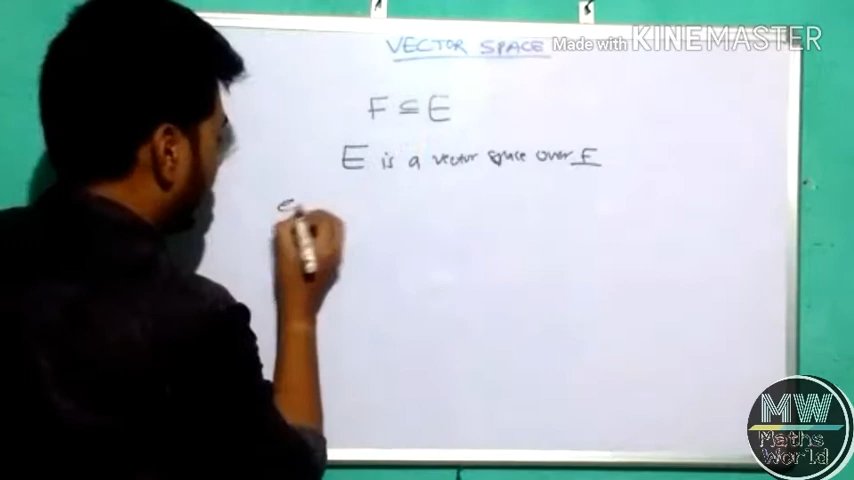 VECTOR SPACE
Made with KINEMASTER
F ⊆ E
E is a vector space over F
e
MW
Maths
World